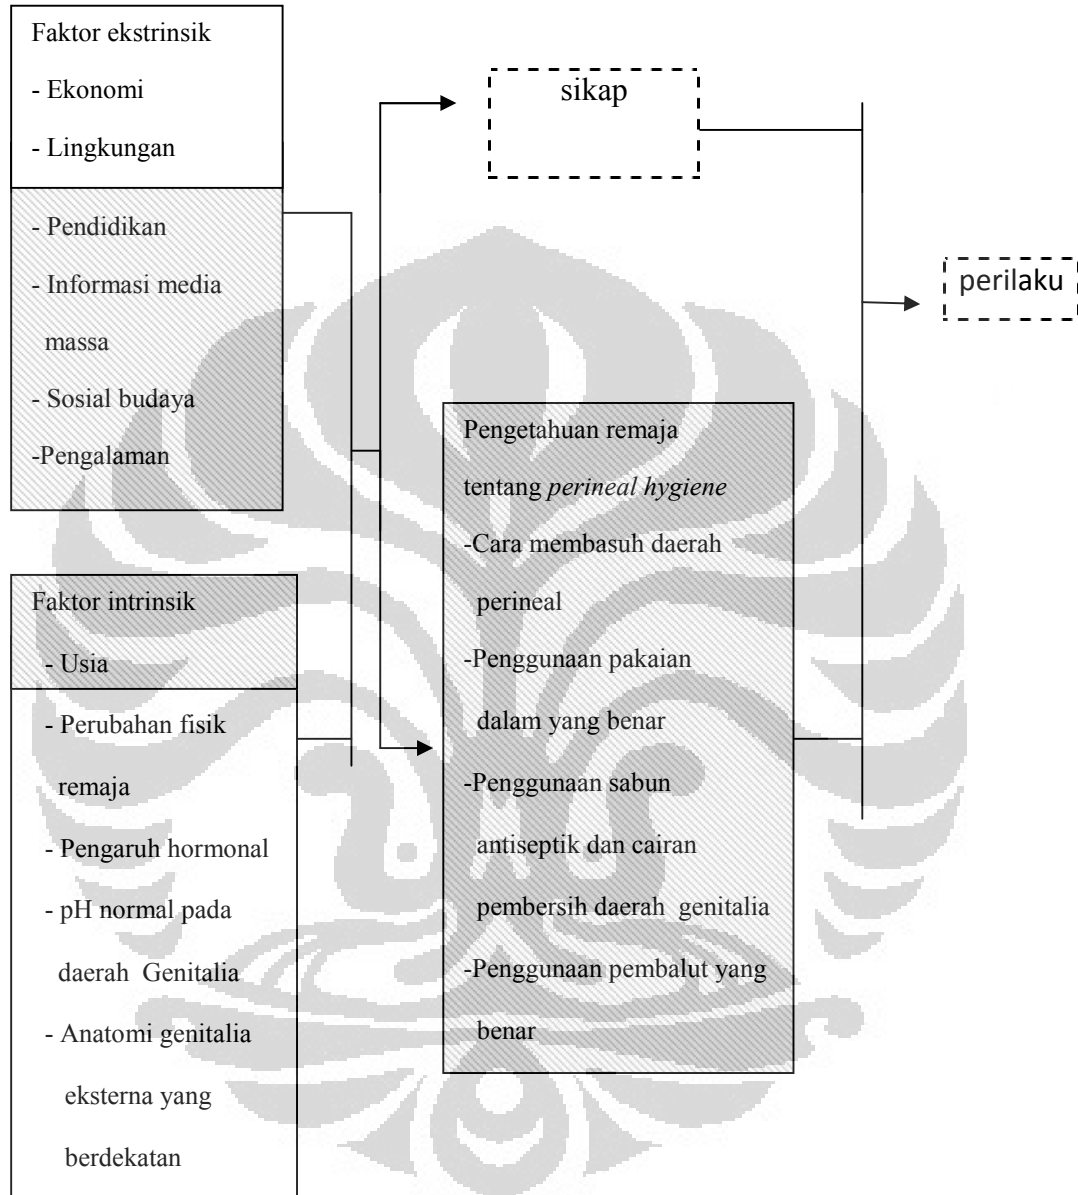 Faktor ekstrinsik
- Ekonomi
- Lingkungan
- Pendidikan
- Informasi media
massa
- Sosial budaya
-Pengalaman
Faktor intrinsik
- Usia
- Perubahan fisik
remaja
- Pengaruh hormonal
- pH normal pada
daerah Genitalia
- Anatomi genitalia
eksterna yang
berdekatan
sikap
Pengetahuan remaja
tentang perineal hygiene
-Cara membasuh daerah
perineal
-Penggunaan pakaian
dalam yang benar
-Penggunaan sabun
antiseptik dan cairan
pembersih daerah genitalia
-Penggunaan pembalut yang
benar
perilaku